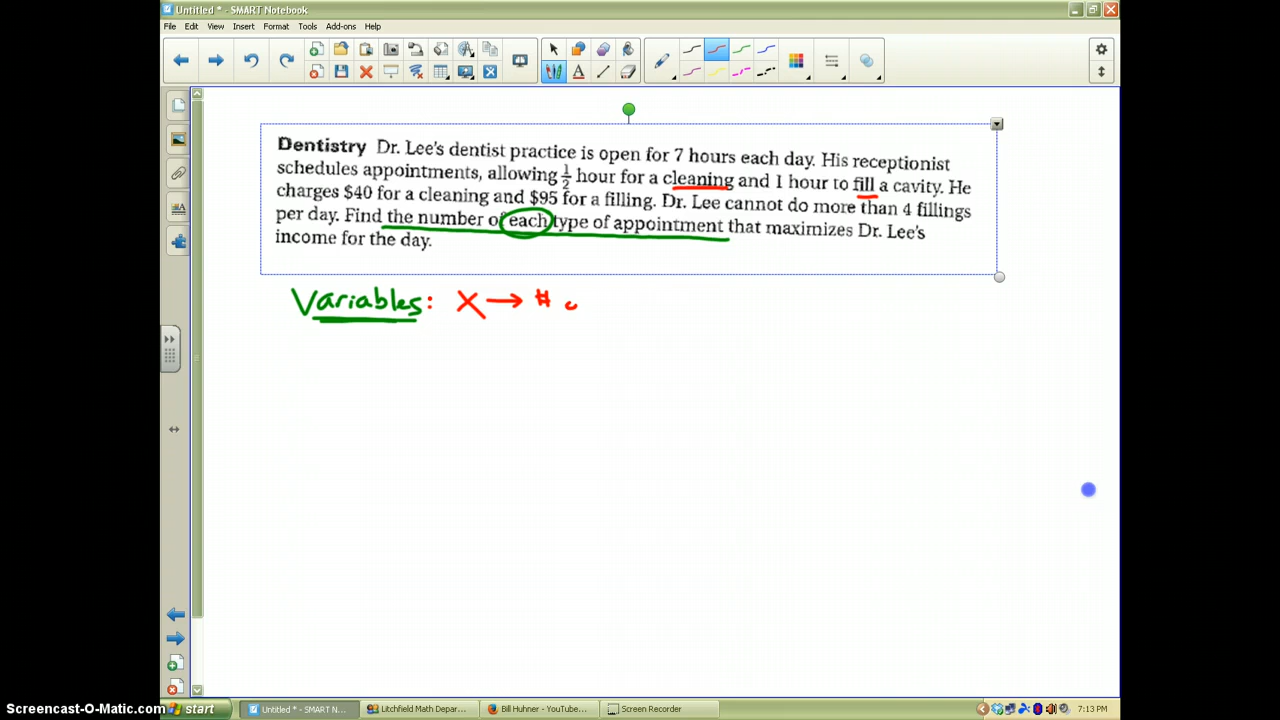 Untitled * - SMART Notebook
File Edit View Insert Format Tools Add-ons Help
Dentistry Dr. Lee's dentist practice is open for 7 hours each day. His receptionist
schedules appointments, allowing 1/2 hour for a cleaning and 1 hour to fill a cavity. He
charges $40 for a cleaning and $95 for a filling. Dr. Lee cannot do more than 4 fillings
per day. Find the number of each type of appointment that maximizes Dr. Lee's
income for the day.
Variables: X → #
Screencast-O-Matic.com start Untitled * - SMART N... Litchfield Math Depar... Bill Huhner - YouTube... Screen Recorder 7:13 PM